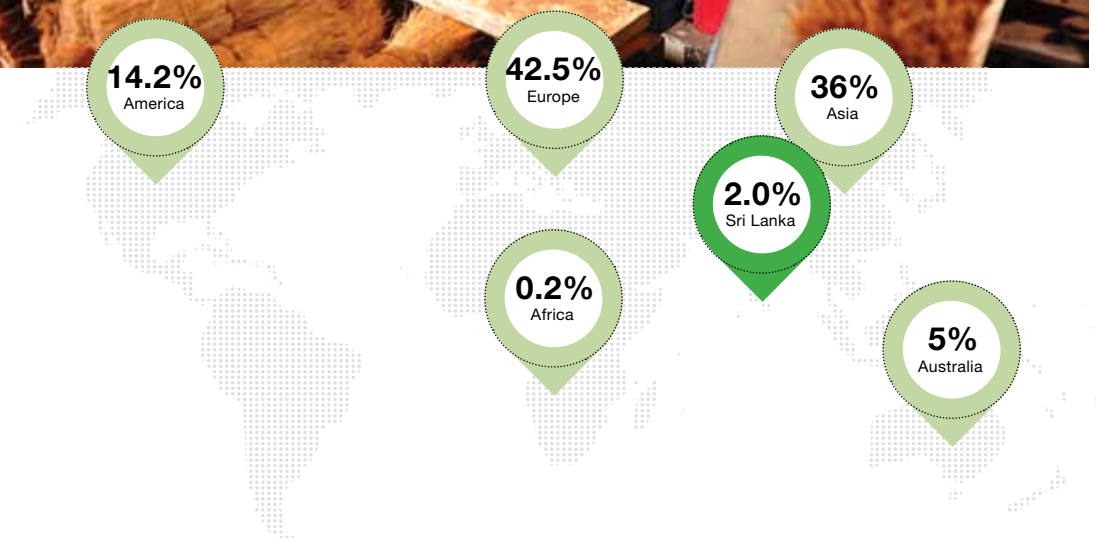 14.2%
America
42.5%
Europe
36%
Asia
2.0%
Sri Lanka
0.2%
Africa
5%
Australia